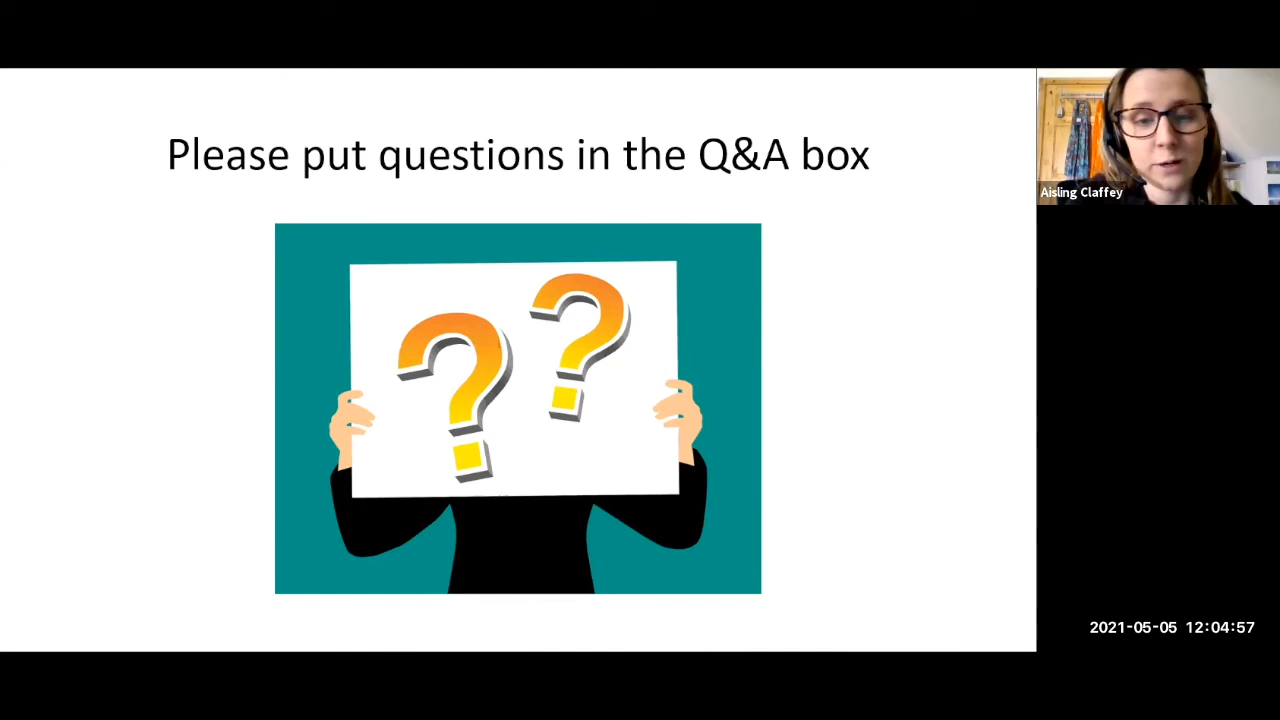 Please put questions in the Q&A box
? ?
Aisling Claffey
2021-05-05 12:04:57